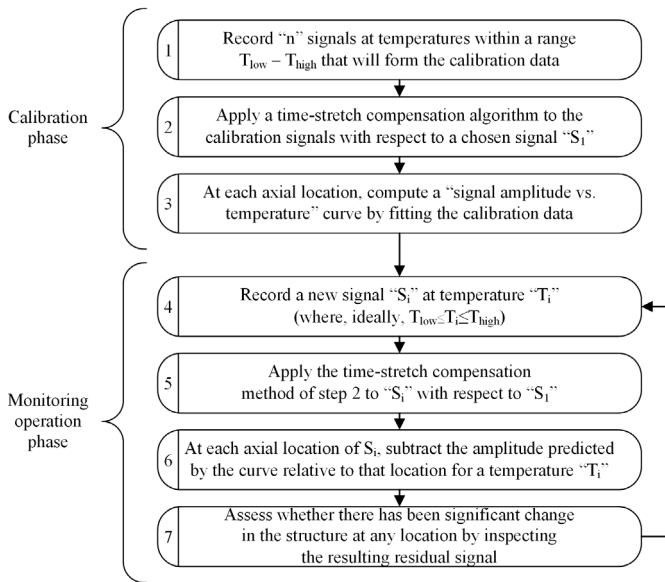 Calibration
phase
1
Record “n” signals at temperatures within a range
Tlow – Thigh that will form the calibration data
2
Apply a time-stretch compensation algorithm to the
calibration signals with respect to a chosen signal “S1”
3
At each axial location, compute a “signal amplitude vs.
temperature” curve by fitting the calibration data
Monitoring
operation
phase
4
Record a new signal “Si” at temperature “Ti”
(where, ideally, Tlow≤Ti≤Thigh)
5
Apply the time-stretch compensation
method of step 2 to “Si” with respect to “S1”
6
At each axial location of Si, subtract the amplitude predicted
by the curve relative to that location for a temperature “Ti”
7
Assess whether there has been significant change
in the structure at any location by inspecting
the resulting residual signal